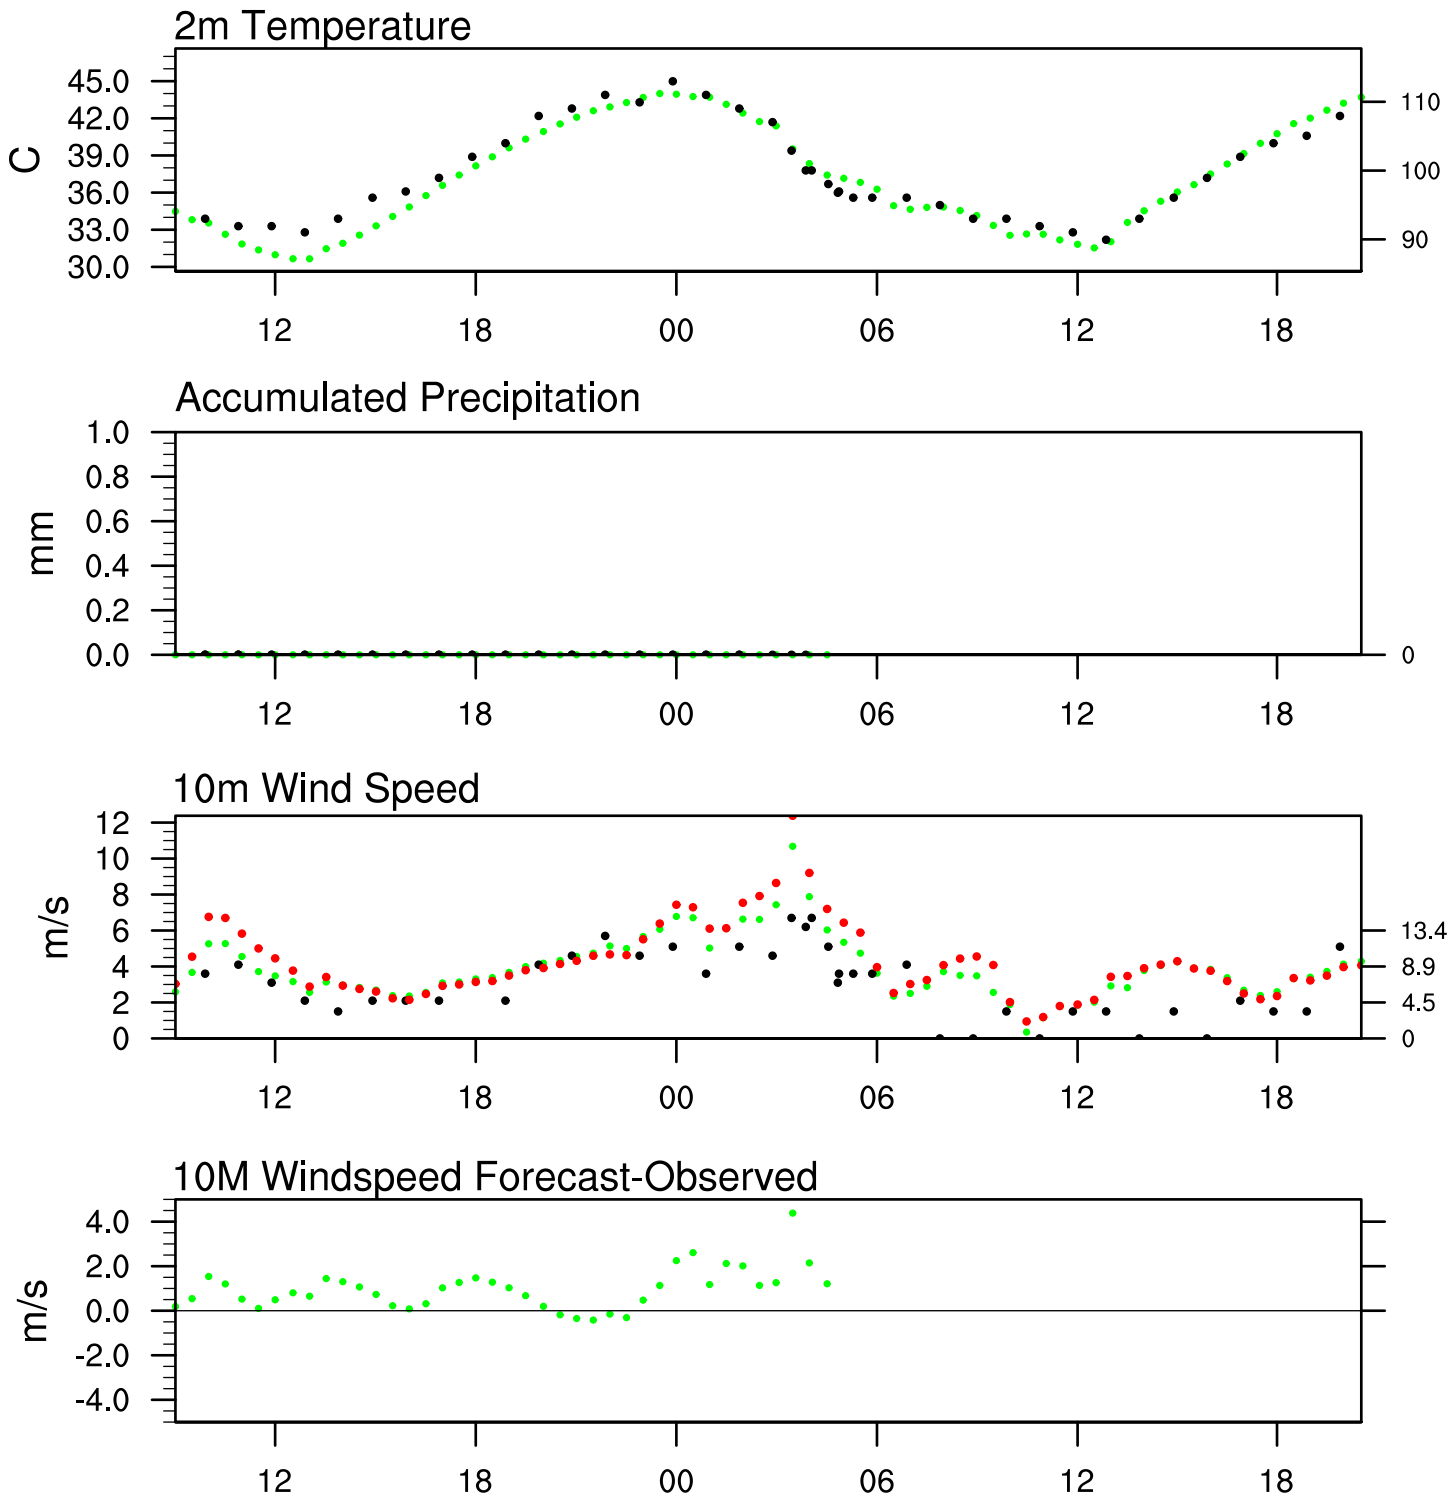 2m Temperature
45.0
42.0
39.0
36.0
33.0
30.0
C
110
100
90
12 18 00 06 12 18
Accumulated Precipitation
1.0
0.8
0.6
0.4
0.2
0.0
mm
0
12 18 00 06 12 18
10m Wind Speed
12
10
8
6
4
2
0
m/s
13.4
8.9
4.5
0
12 18 00 06 12 18
10M Windspeed Forecast-Observed
4.0
2.0
0.0
-2.0
-4.0
m/s
12 18 00 06 12 18